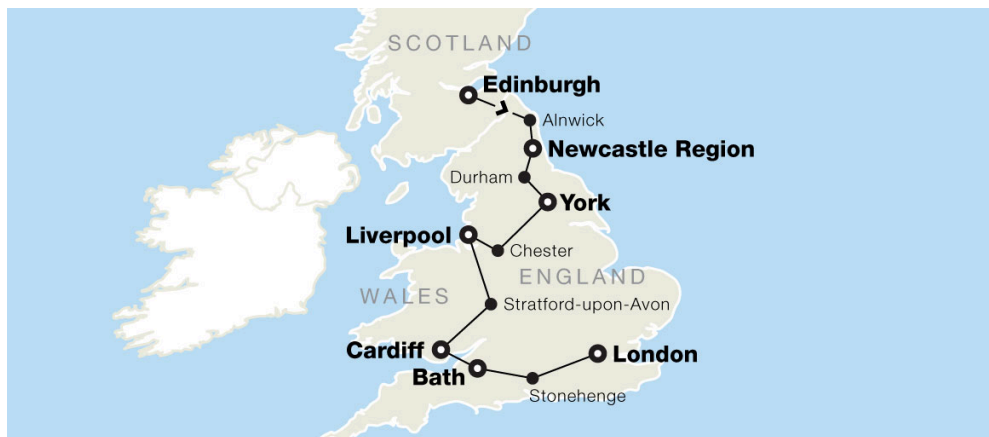 SCOTLAND
Edinburgh
Alnwick
Newcastle Region
Durham
York
Liverpool
Chester
ENGLAND
WALES
Stratford-upon-Avon
Cardiff
London
Bath
Stonehenge